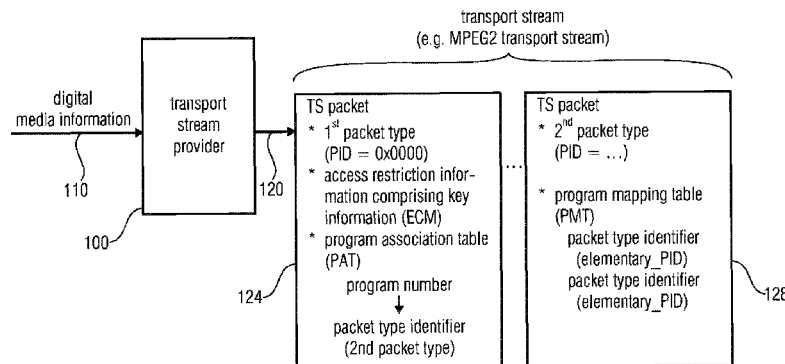 transport stream
(e.g. MPEG2 transport stream)
digital
media information
110
transport
stream
provider
100
120
TS packet
* 1st packet type
(PID = 0x0000)
* access restriction infor-
mation comprising key
information (ECM)
* program association table
(PAT)
program number
packet type identifier
(2nd packet type)
124
...
TS packet
* 2nd packet type
(PID = ...)
* program mapping table
(PMT)
packet type identifier
(elementary_PID)
packet type identifier
(elementary_PID)
128